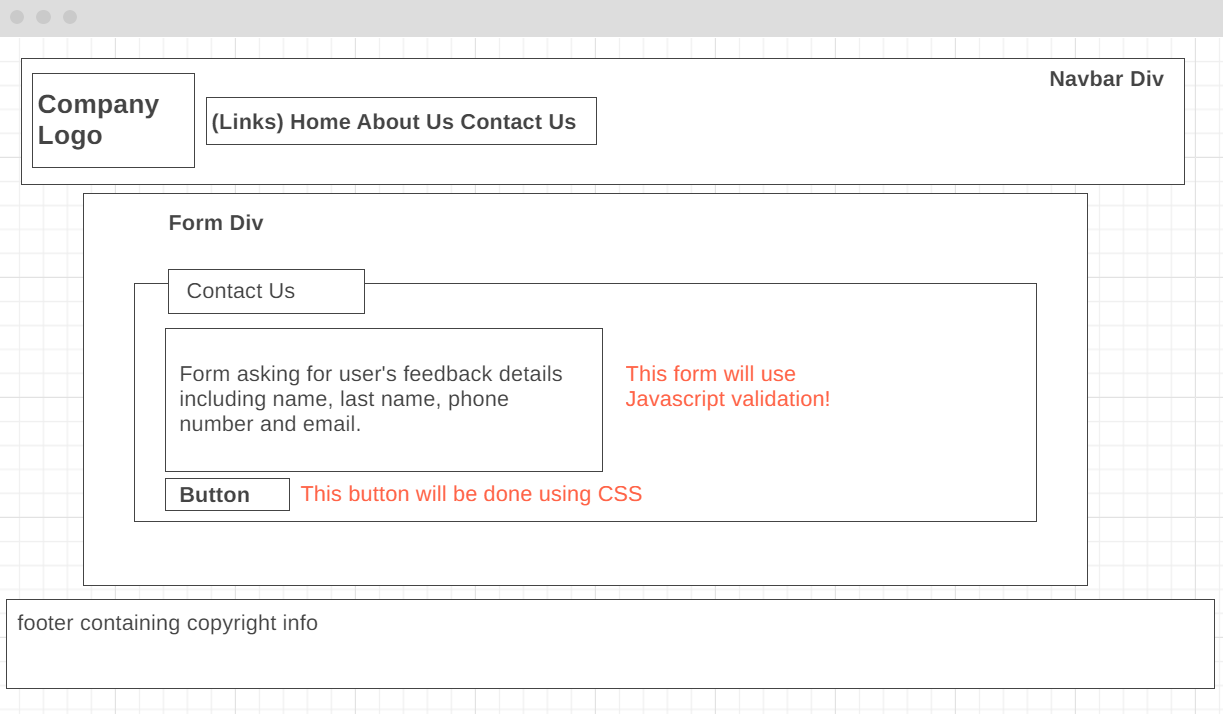 Navbar Div
Company
Logo
(Links) Home About Us Contact Us
Form Div
Contact Us
Form asking for user's feedback details
including name, last name, phone
number and email.
This form will use
Javascript validation!
Button
This button will be done using CSS
footer containing copyright info